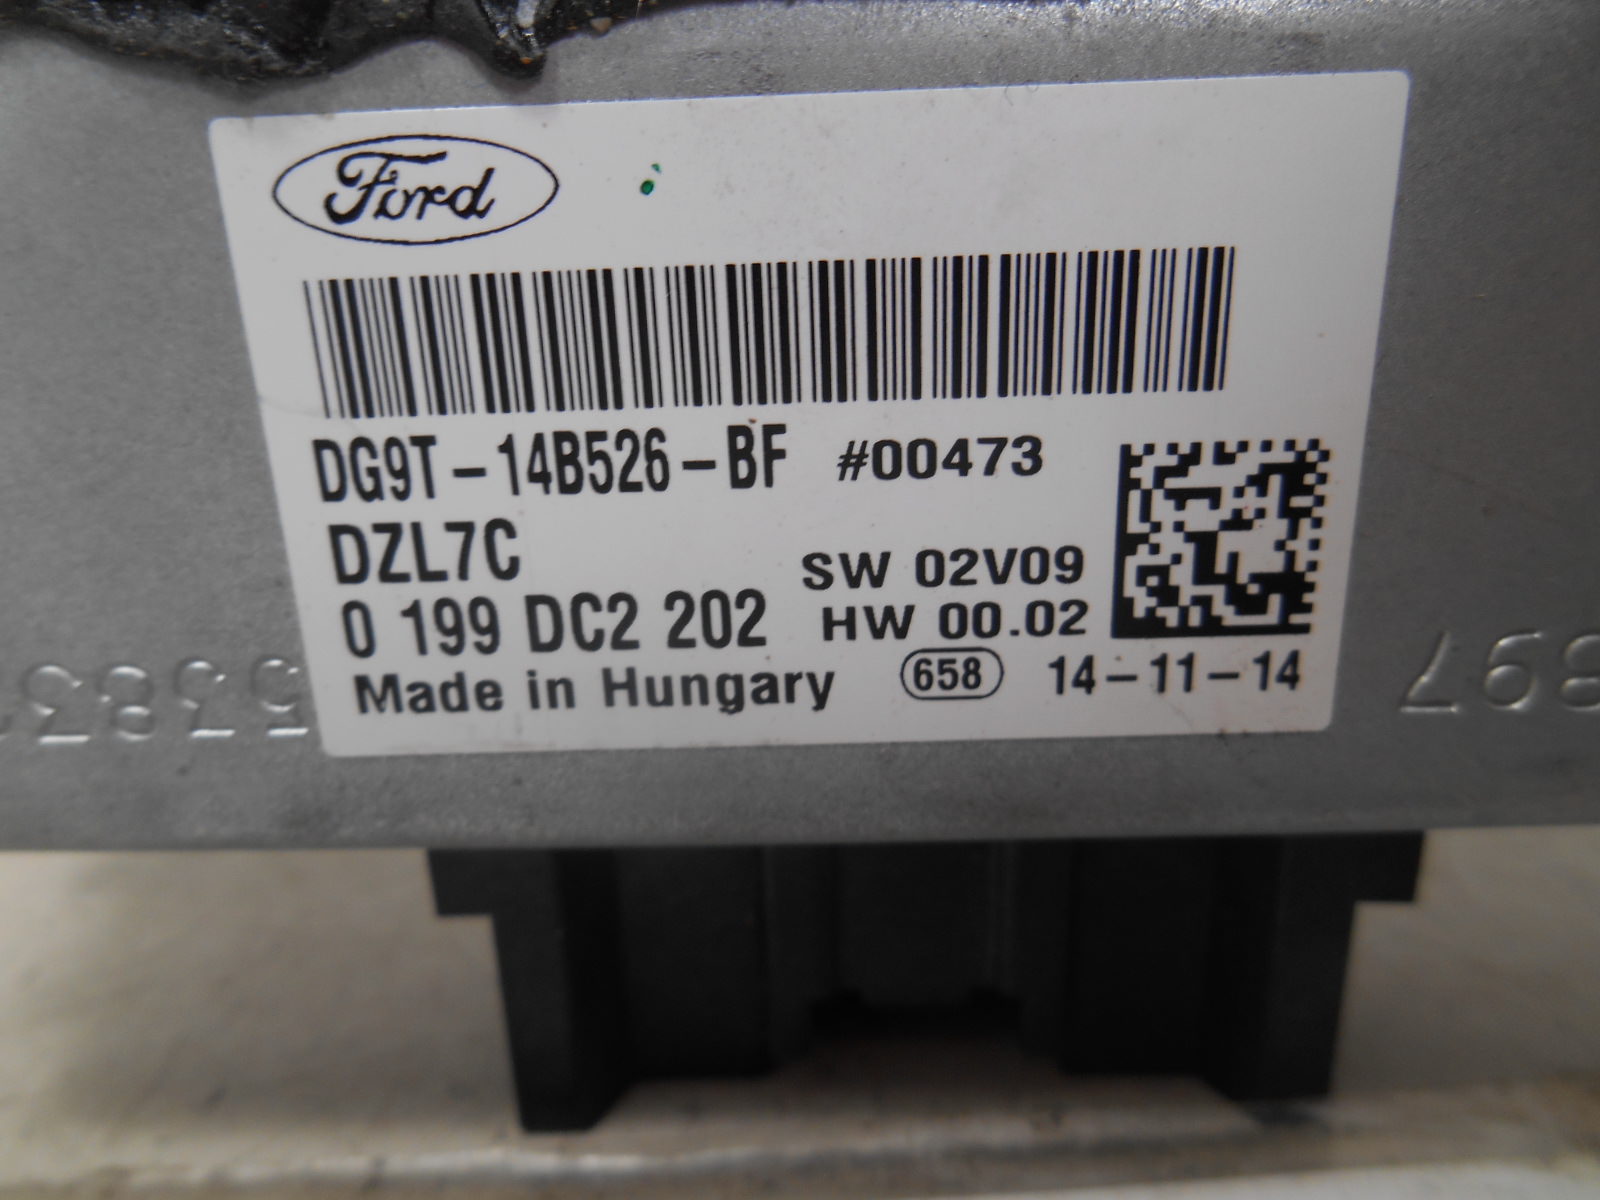 Ford
DG9T-14B526-BF #00473
DZL7C
SW 02V09
0 199 DC2 202 HW 00.02
Made in Hungary 658 14-11-14